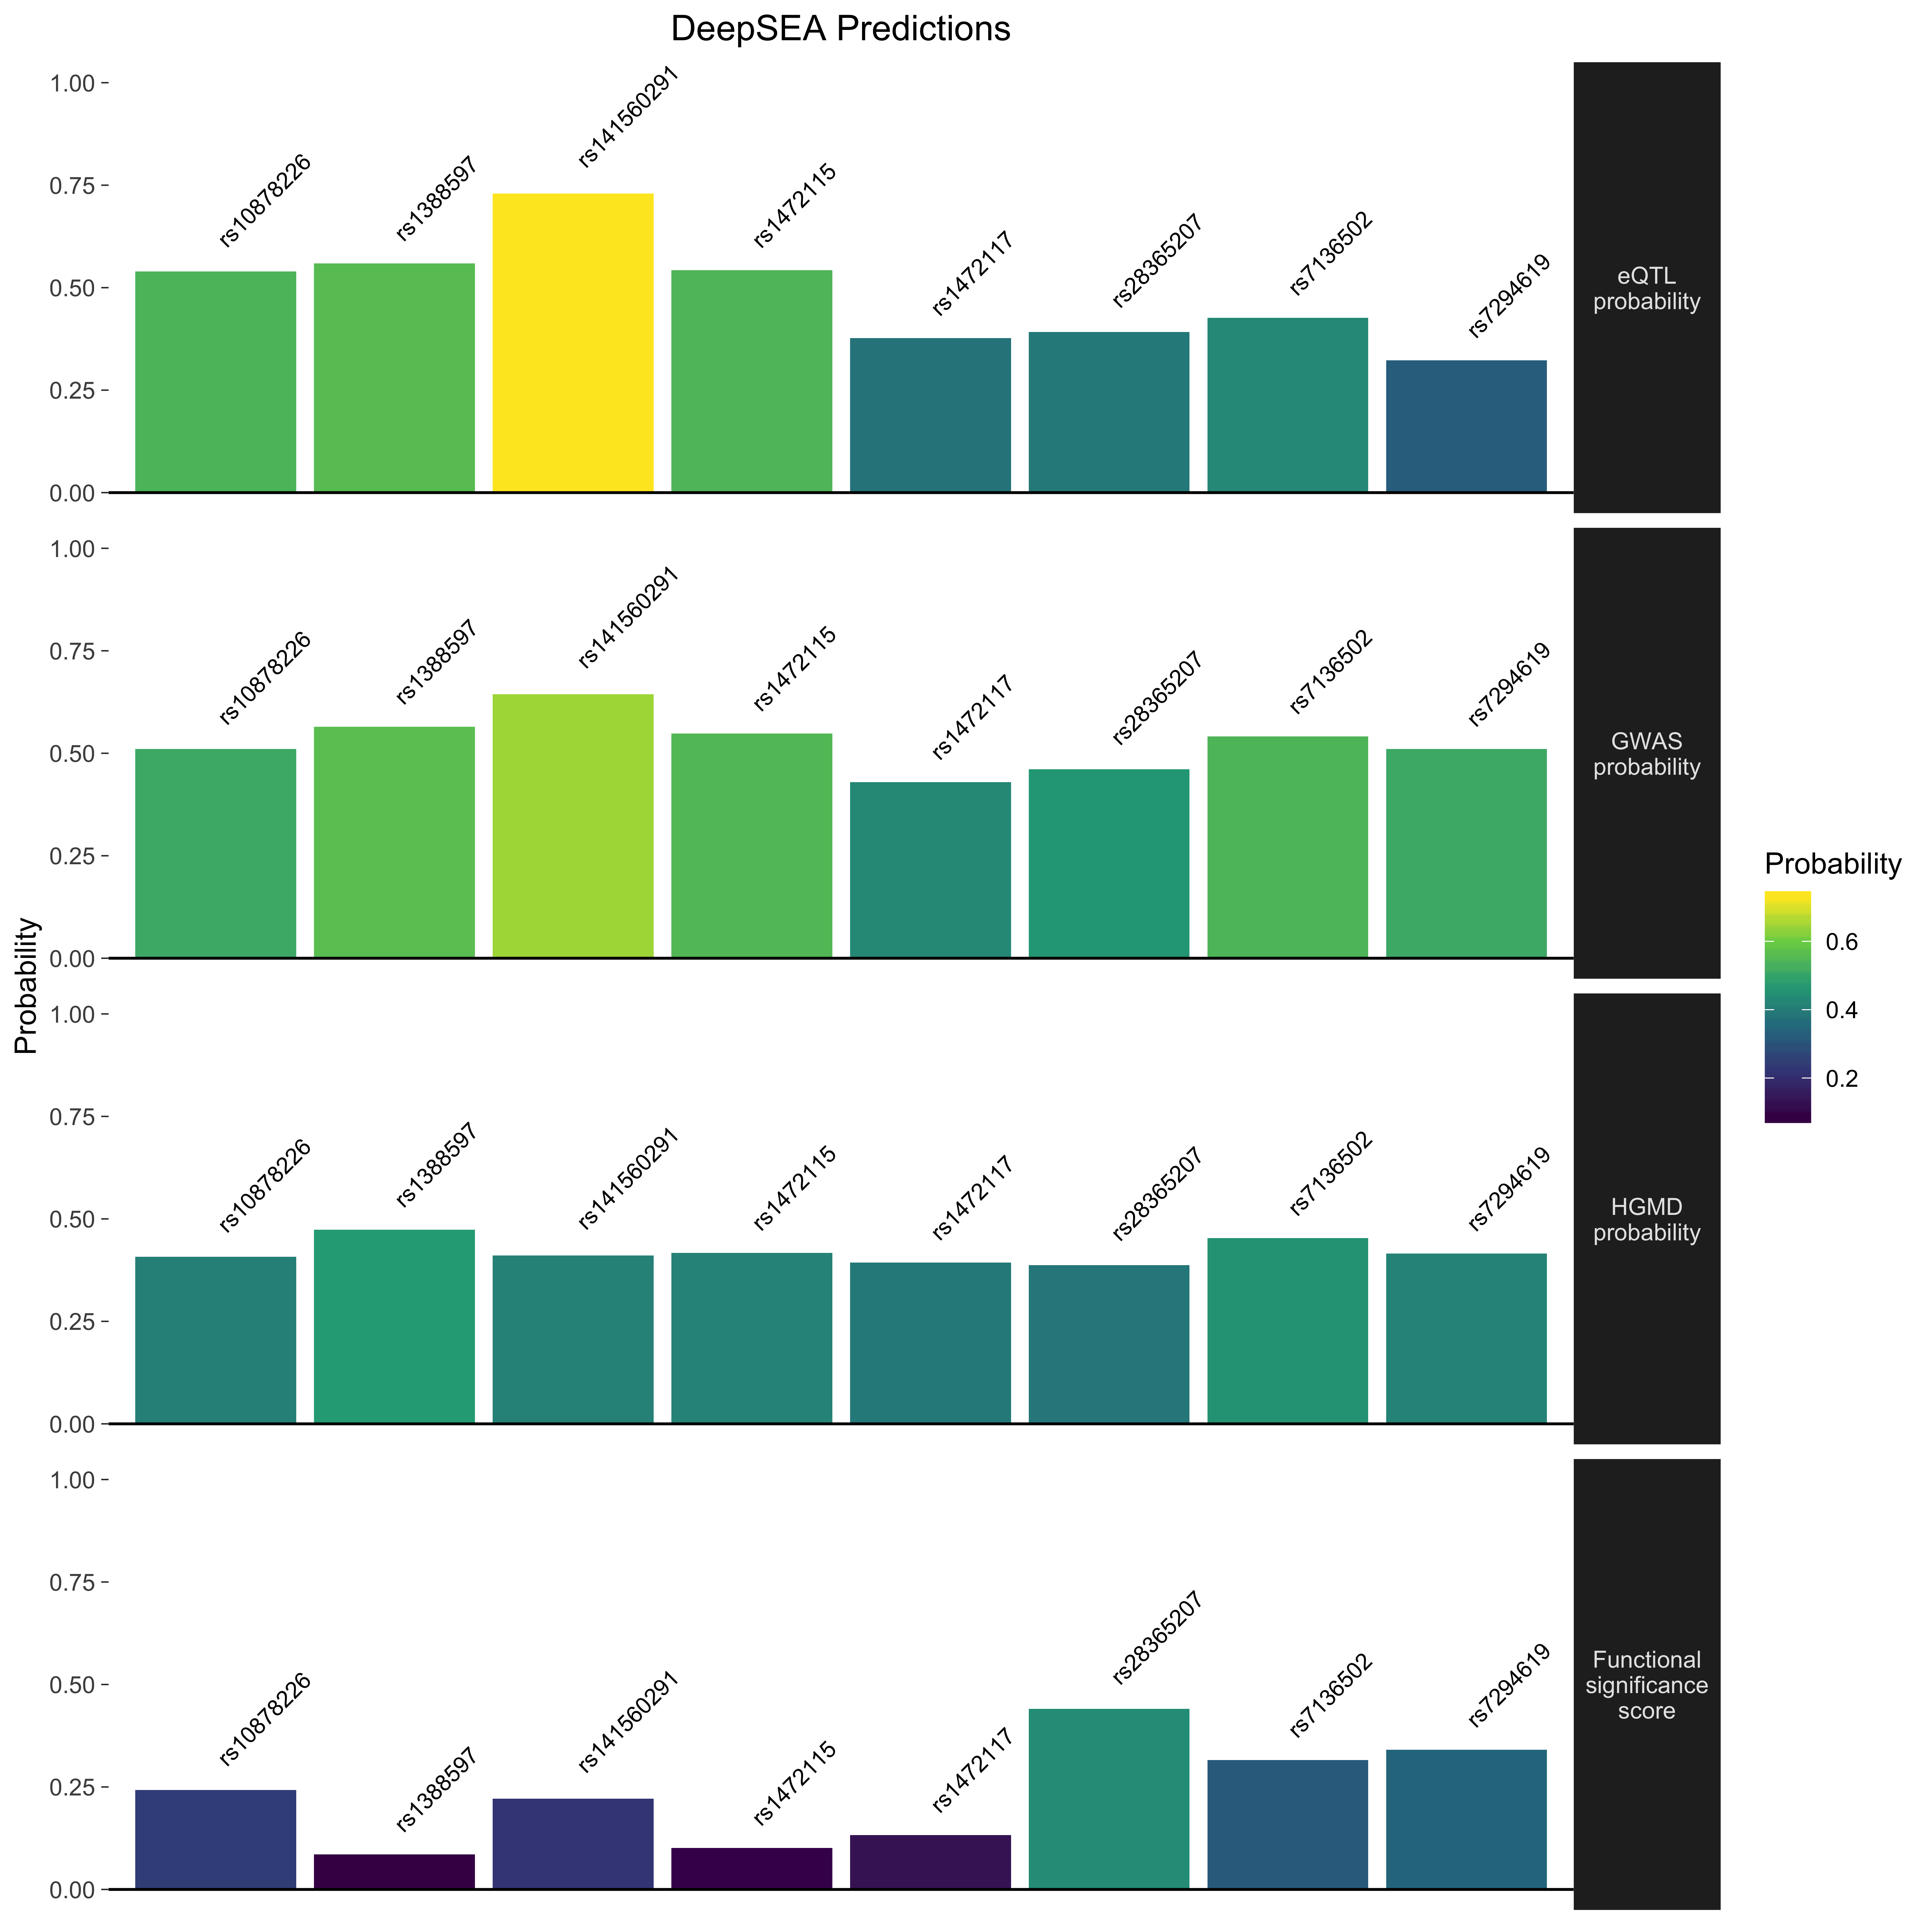 DeepSEA Predictions
Probability
1.00
0.75
0.50
0.25
0.00
rs10878226
rs1388597
rs141560291
rs1472115
rs1472117
rs28365207
rs7136502
rs7294619
eQTL
probability
1.00
0.75
0.50
0.25
0.00
rs10878226
rs1388597
rs141560291
rs1472115
rs1472117
rs28365207
rs7136502
rs7294619
GWAS
probability
1.00
0.75
0.50
0.25
0.00
rs10878226
rs1388597
rs141560291
rs1472115
rs1472117
rs28365207
rs7136502
rs7294619
HGMD
probability
1.00
0.75
0.50
0.25
0.00
rs10878226
rs1388597
rs141560291
rs1472115
rs1472117
rs28365207
rs7136502
rs7294619
Functional
significance
score
Probability
0.6
0.4
0.2